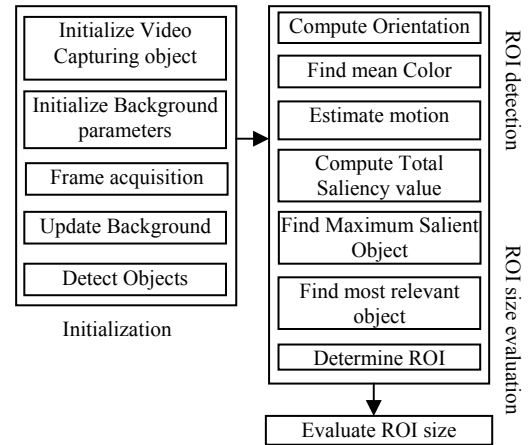 Initialize Video
Capturing object
Initialize Background
parameters
Frame acquisition
Update Background
Detect Objects
Initialization
Compute Orientation
Find mean Color
Estimate motion
Compute Total
Saliency value
Find Maximum Salient
Object
Find most relevant
object
Determine ROI
Evaluate ROI size
ROI detection
ROI size evaluation